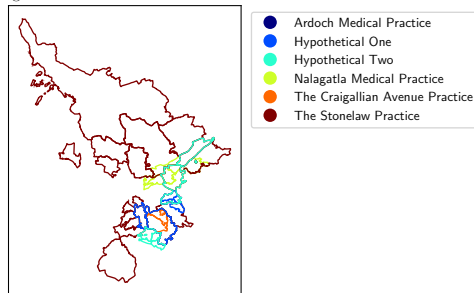 Ardoch Medical Practice
Hypothetical One
Hypothetical Two
Nalagatla Medical Practice
The Craigallian Avenue Practice
The Stonelaw Practice